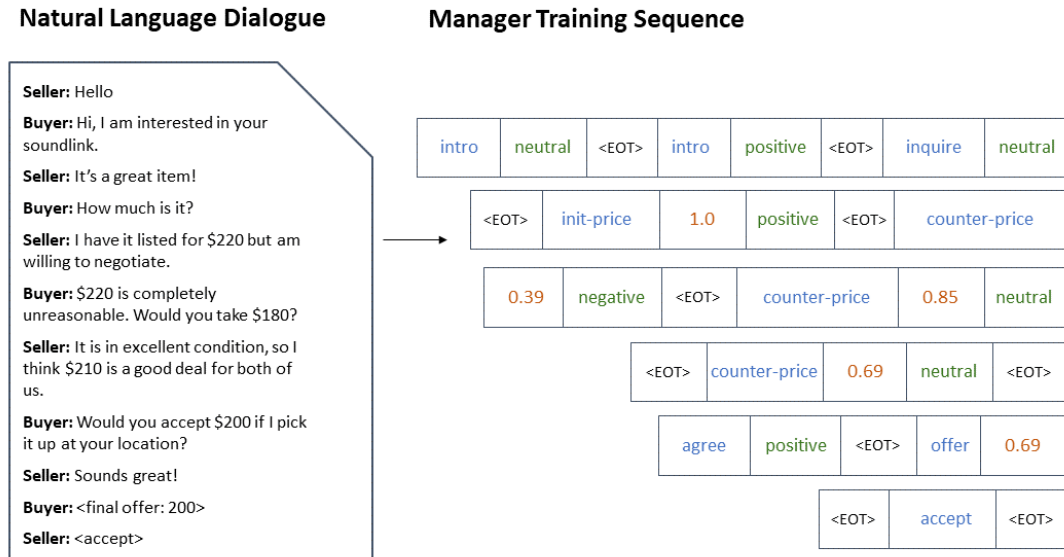 Natural Language Dialogue
Manager Training Sequence
Seller: Hello
Buyer: Hi, I am interested in your
soundlink.
Seller: It's a great item!
Buyer: How much is it?
Seller: I have it listed for $220 but am
willing to negotiate.
Buyer: $220 is completely
unreasonable. Would you take $180?
Seller: It is in excellent condition, so I
think $210 is a good deal for both of
us.
Buyer: Would you accept $200 if I pick
it up at your location?
Seller: Sounds great!
Buyer: <final offer: 200>
Seller: <accept>
intro neutral <EOT> intro positive <EOT> inquire neutral
<EOT> init-price 1.0 positive <EOT> counter-price
0.39 negative <EOT> counter-price 0.85 neutral
<EOT> counter-price 0.69 neutral <EOT>
agree positive <EOT> offer 0.69
<EOT> accept <EOT>